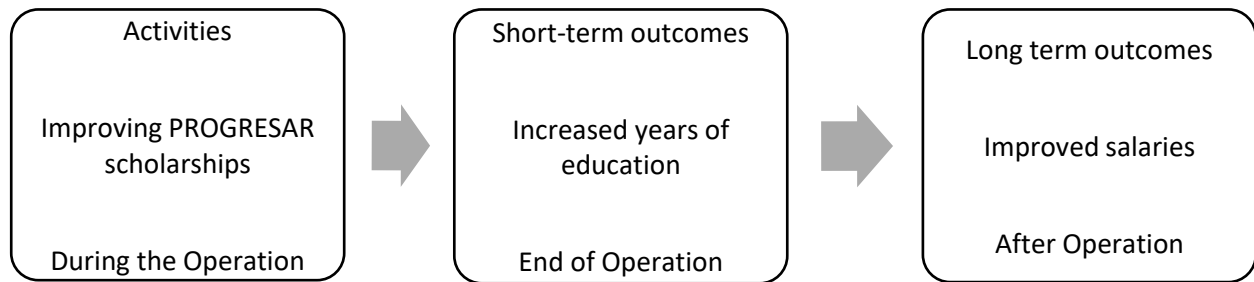 Activities
Improving PROGRESAR
scholarships
During the Operation
Short-term outcomes
Increased years of
education
End of Operation
Long term outcomes
Improved salaries
After Operation